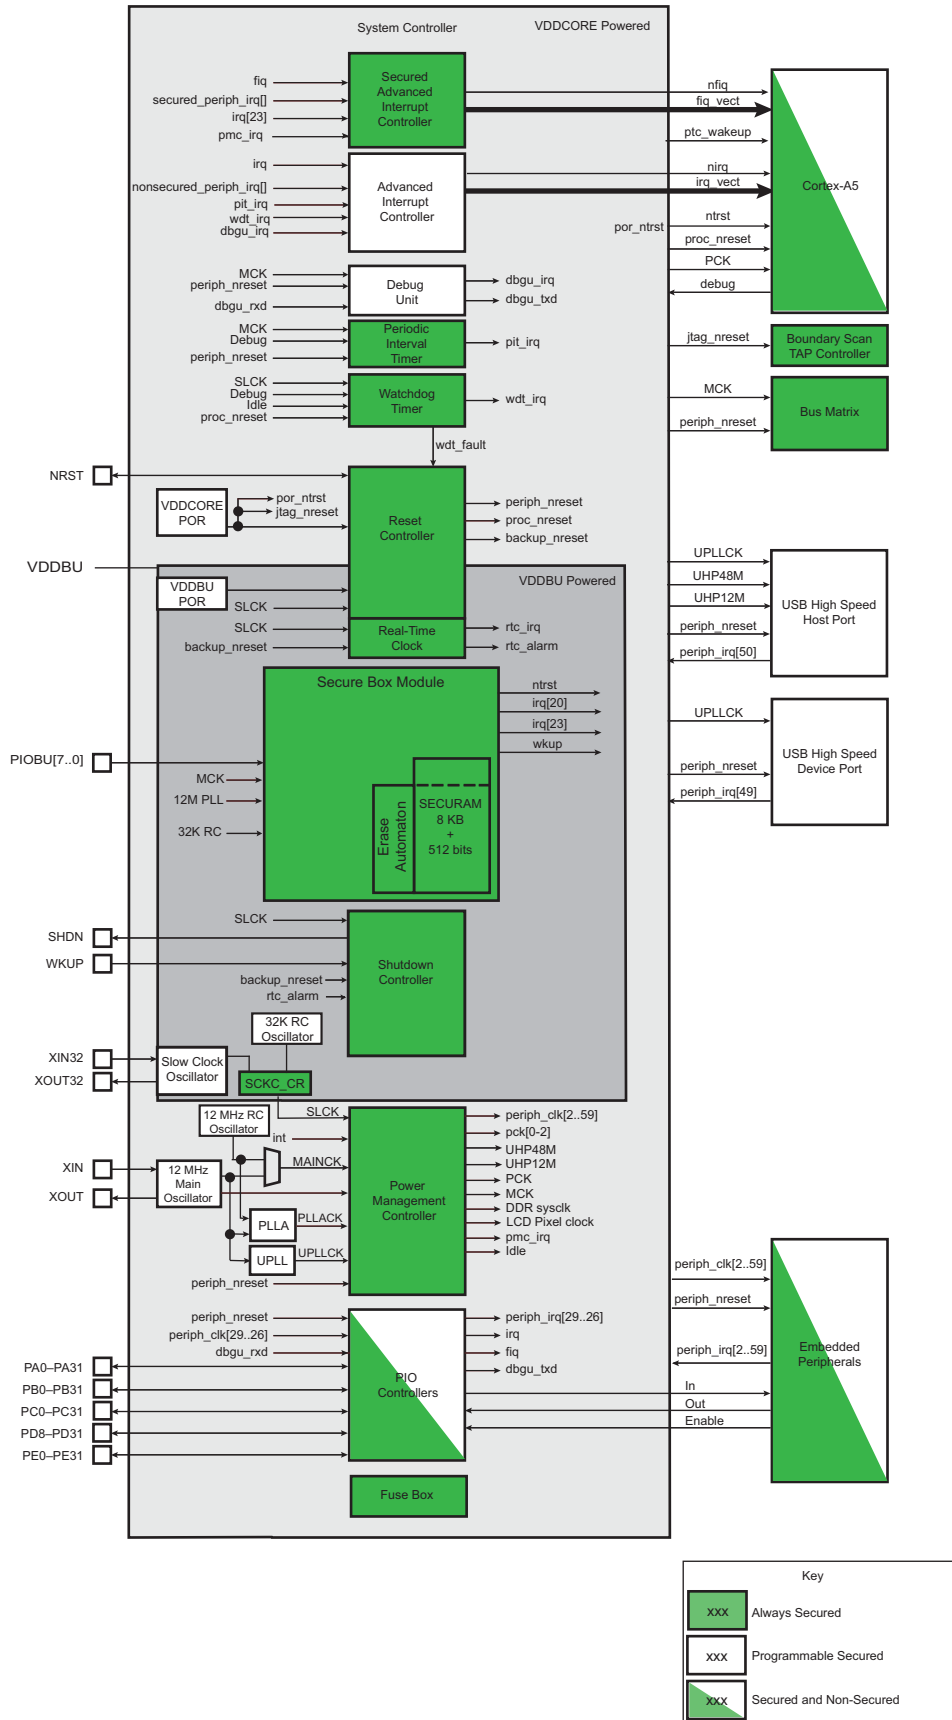 System Controller
VDDCORE Powered
fiq
secured_periph_irq[]
irq[23]
pmc_irq
Secured
Advanced
Interrupt
Controller
nfiq
fiq_vect
ptc_wakeup
irq
nonsecured_periph_irq[]
pit_irq
wdt_irq
dbgu_irq
Advanced
Interrupt
Controller
nirq
irq_vect
Cortex-A5
por_ntrst
ntrst
proc_nreset
PCK
debug
MCK
periph_nreset
dbgu_rxd
Debug
Unit
dbgu_irq
dbgu_txd
MCK
Debug
periph_nreset
Periodic
Interval
Timer
pit_irq
jtag_nreset
Boundary Scan
TAP Controller
SLCK
Debug
Idle
proc_nreset
Watchdog
Timer
wdt_irq
MCK
periph_nreset
Bus Matrix
wdt_fault
NRST
VDDCORE
POR
por_ntrst
jtag_nreset
Reset
Controller
periph_nreset
proc_nreset
backup_nreset
VDDBU
VDDBU Powered
VDDBU
POR
SLCK
SLCK
backup_nreset
Real-Time
Clock
rtc_irq
rtc_alarm
UPLLCK
UHP48M
UHP12M
periph_nreset
periph_irq[50]
USB High Speed
Host Port
Secure Box Module
ntrst
irq[20]
irq[23]
wkup
PIOBU[7..0]
MCK
12M PLL
32K RC
Erase
Automaton
SECURAM
8 KB
+
512 bits
UPLLCK
periph_nreset
periph_irq[49]
USB High Speed
Device Port
SLCK
SHDN
WKUP
backup_nreset
rtc_alarm
Shutdown
Controller
32K RC
Oscillator
XIN32
XOUT32
Slow Clock
Oscillator
SCKC_CR
12 MHz RC
Oscillator
SLCK
int
MAINCK
XIN
XOUT
12 MHz
Main
Oscillator
PLLA
PLLACK
UPLL
UPLLCK
periph_nreset
Power
Management
Controller
periph_clk[2..59]
pck[0-2]
UHP48M
UHP12M
PCK
MCK
DDR sysclk
LCD Pixel clock
pmc_irq
Idle
periph_nreset
periph_clk[29..26]
dbgu_rxd
PA0–PA31
PB0–PB31
PC0–PC31
PD8–PD31
PE0–PE31
PIO
Controllers
periph_irq[29..26]
irq
fiq
dbgu_txd
periph_clk[2..59]
periph_nreset
periph_irq[2..59]
In
Out
Enable
Embedded
Peripherals
Fuse Box
Key
xxx
Always Secured
xxx
Programmable Secured
xxx
Secured and Non-Secured